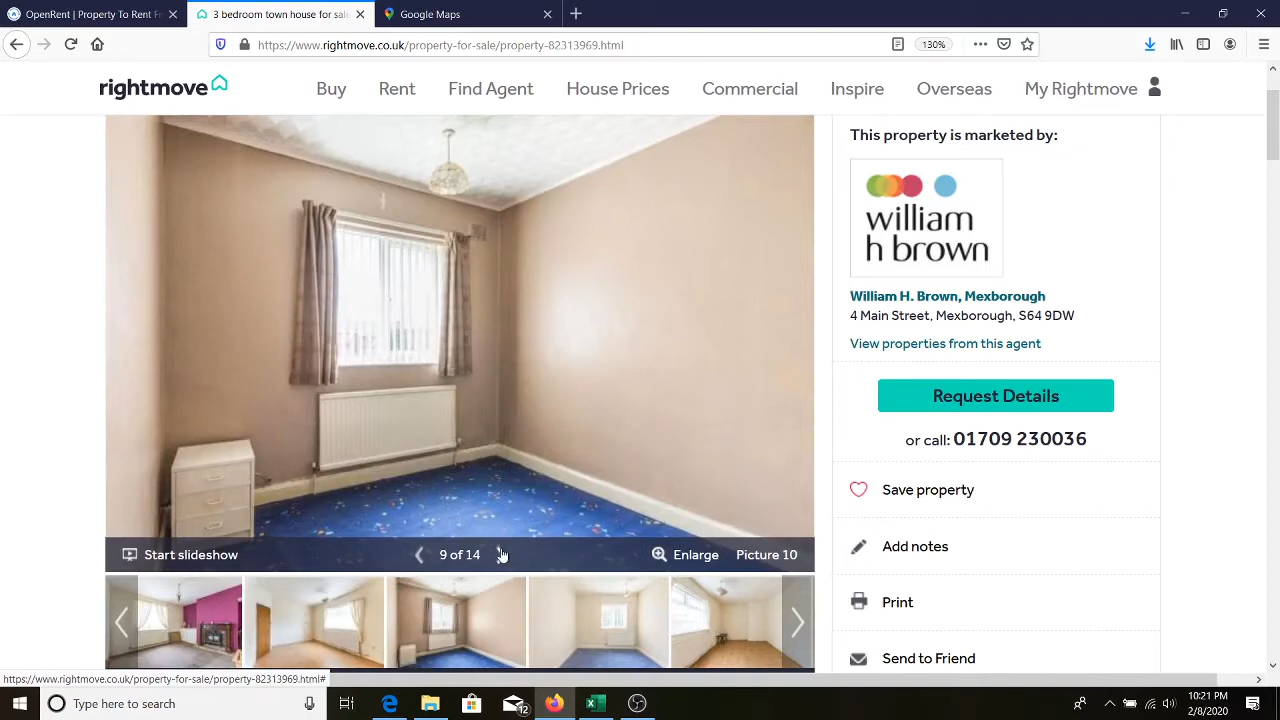 OpenRent | Property To Rent Fr
3 bedroom town house for sale
Google Maps
https://www.rightmove.co.uk/property-for-sale/property-82313969.html
130%
rightmove
Buy
Rent
Find Agent
House Prices
Commercial
Inspire
Overseas
My Rightmove
This property is marketed by:
william
h brown
William H. Brown, Mexborough
4 Main Street, Mexborough, S64 9DW
View properties from this agent
Request Details
or call: 01709 230036
Save property
Add notes
Print
Send to Friend
Start slideshow
9 of 14
Enlarge
Picture 10
https://www.rightmove.co.uk/property-for-sale/property-82313969.html#
Type here to search
12
10:21 PM
2/8/2020